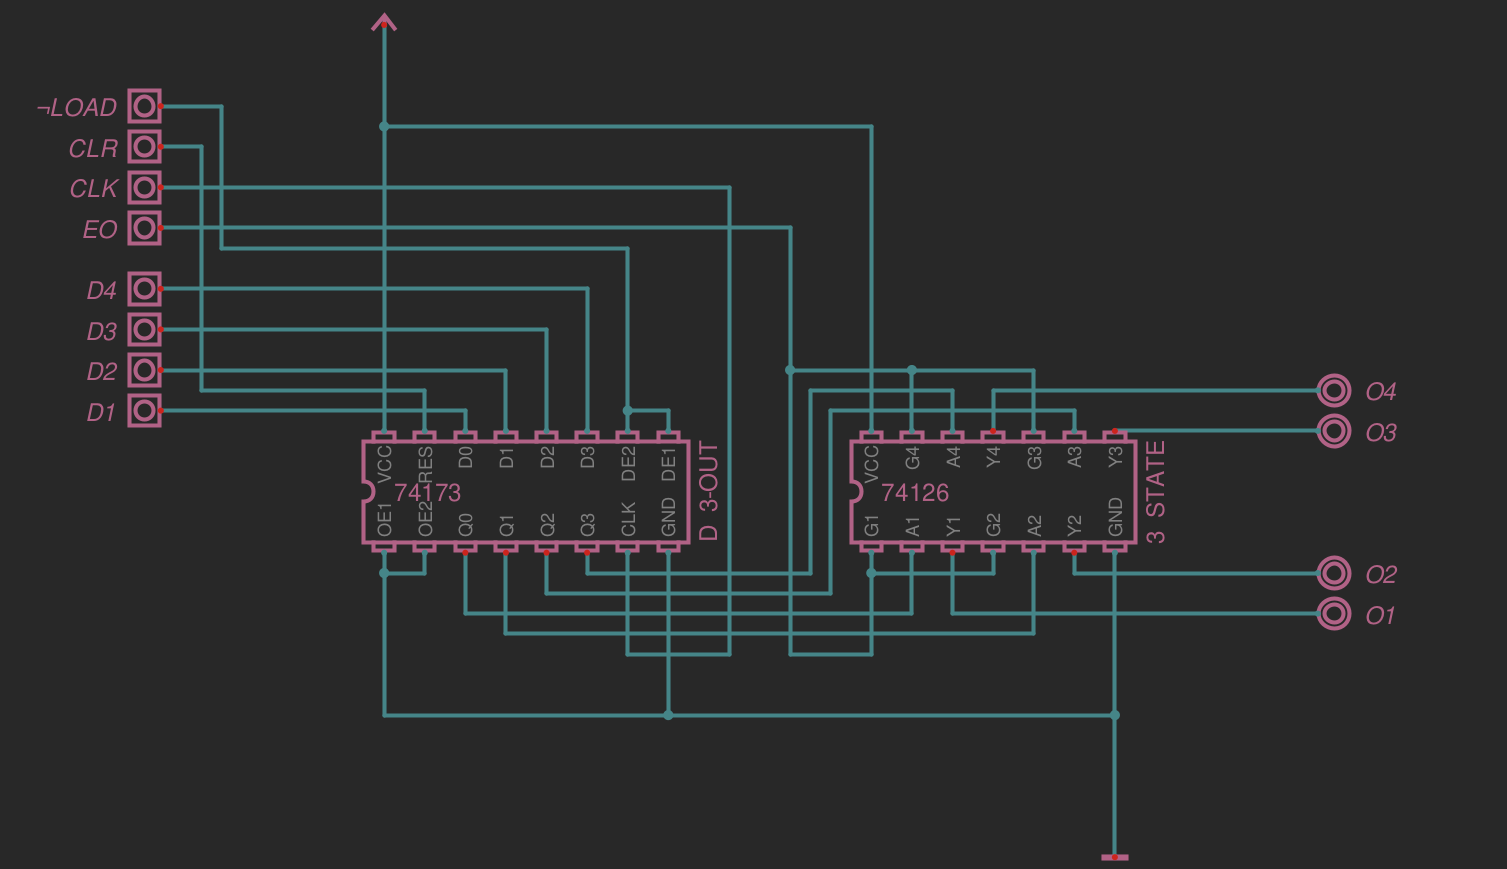 ¬LOAD
CLR
CLK
EO
D4
D3
D2
D1
O4
O3
O2
O1
VCC RES D0 D1 D2 D3 DE2 DE1
74173
OE1 OE2 Q0 Q1 Q2 Q3 CLK GND
D 3-OUT
VCC G4 A4 Y4 G3 A3 Y3
74126
G1 A1 Y1 G2 A2 Y2 GND
3 STATE